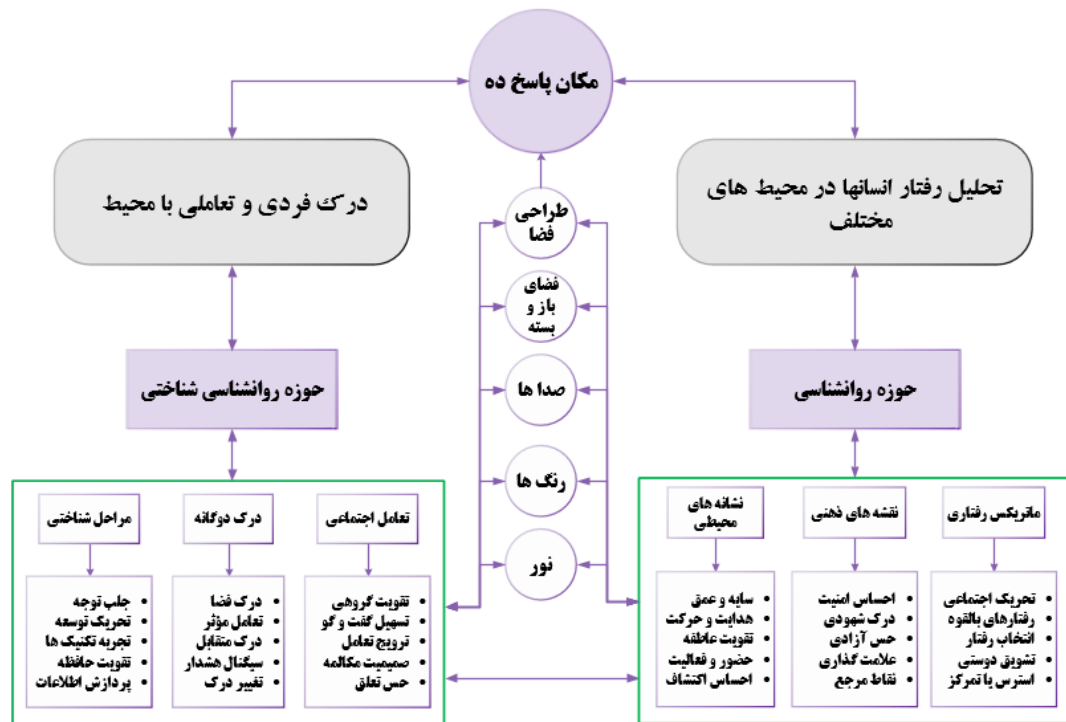 مکان پاسخ ده
تحلیل رفتار انسانها در محیط های
مختلف
درک فردی و تعاملی با محیط
طراحی
فضا
فضای
باز و
بسته
صدا ها
رنگ ها
نور
حوزه روانشناسی
حوزه روانشناسی شناختی
ماتریکس رفتاری
• تحریک اجتماعی
• رفتارهای بالقوه
• انتخاب رفتار
• تشویق دوستی
• استرس یا تمرکز
نقشه های ذهنی
• احساس امنیت
• درک شهودی
• حس آزادی
• علامت گذاری
• نقاط مرجع
نشانه های
محیطی
• سایه و عمق
• هدایت و حرکت
• تقویت عاطفه
• حضور و فعالیت
• احساس اکتشاف
تعامل اجتماعی
• تقویت گروهی
• تسهیل گفت و گو
• ترویج تعامل
• صمیمیت مکالمه
• حس تعلق
درک دوگانه
• درک فضا
• تعامل مؤثر
• درک متقابل
• سیگنال هشدار
• تغییر درک
مراحل شناختی
• جلب توجه
• تحریک توسعه
• تجربه تکنیک ها
• تقویت حافظه
• پردازش اطلاعات